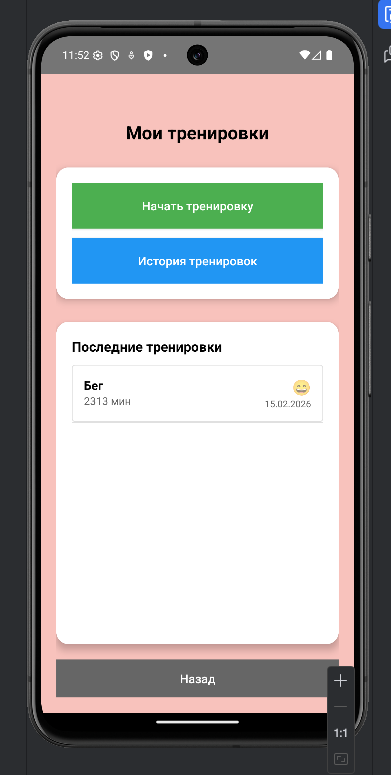 11:52
Мои тренировки
Начать тренировку
История тренировок
Последние тренировки
Бег
2313 мин
15.02.2026
Назад
1:1